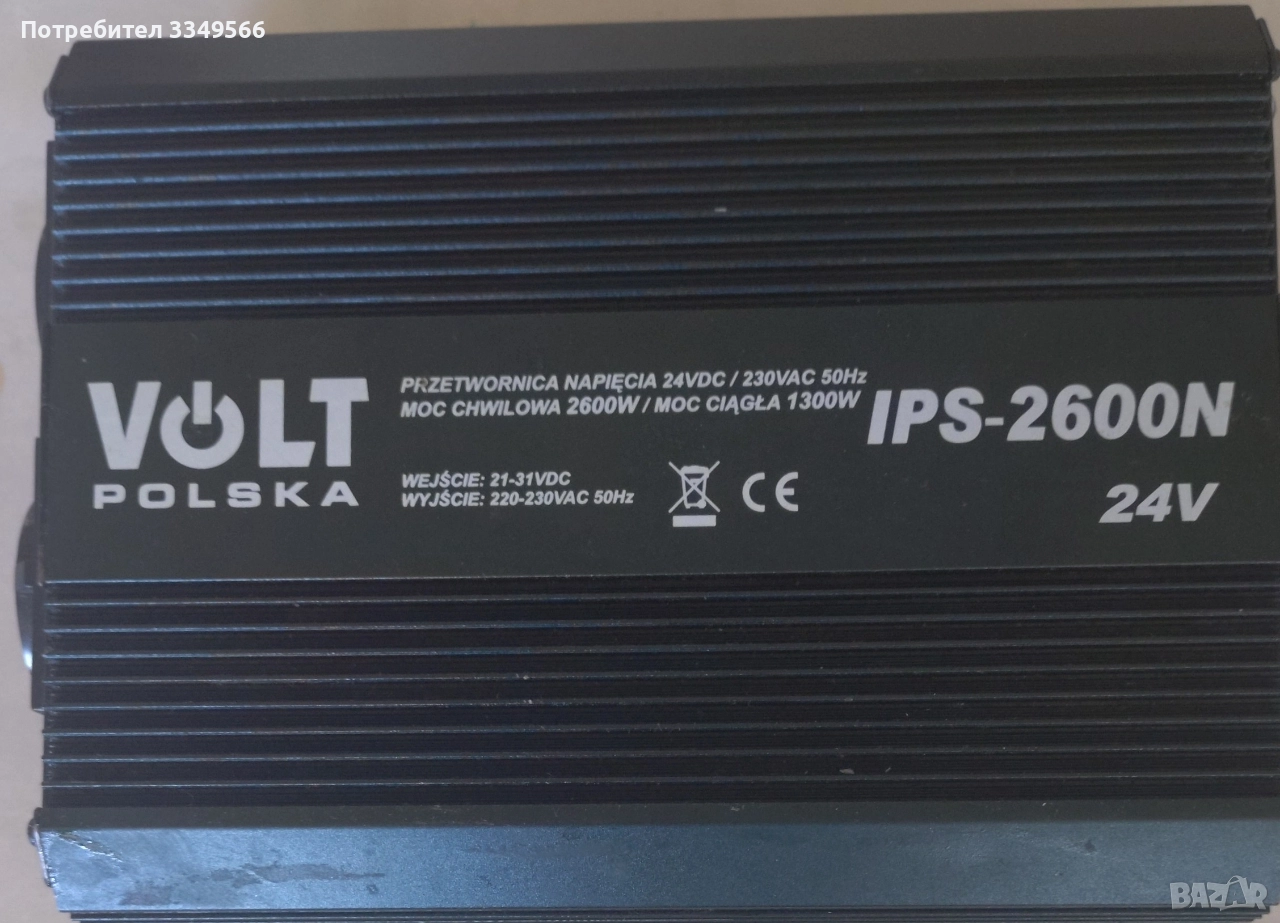 Потребител 3349566
VOLT
POLSKA
PRZETWORNICA NAPIĘCIA 24VDC / 230VAC 50Hz
MOC CHWILOWA 2600W / MOC CIĄGŁA 1300W
WEJŚCIE: 21-31VDC
WYJŚCIE: 220-230VAC 50Hz
CE
IPS-2600N
24V
BAZAR